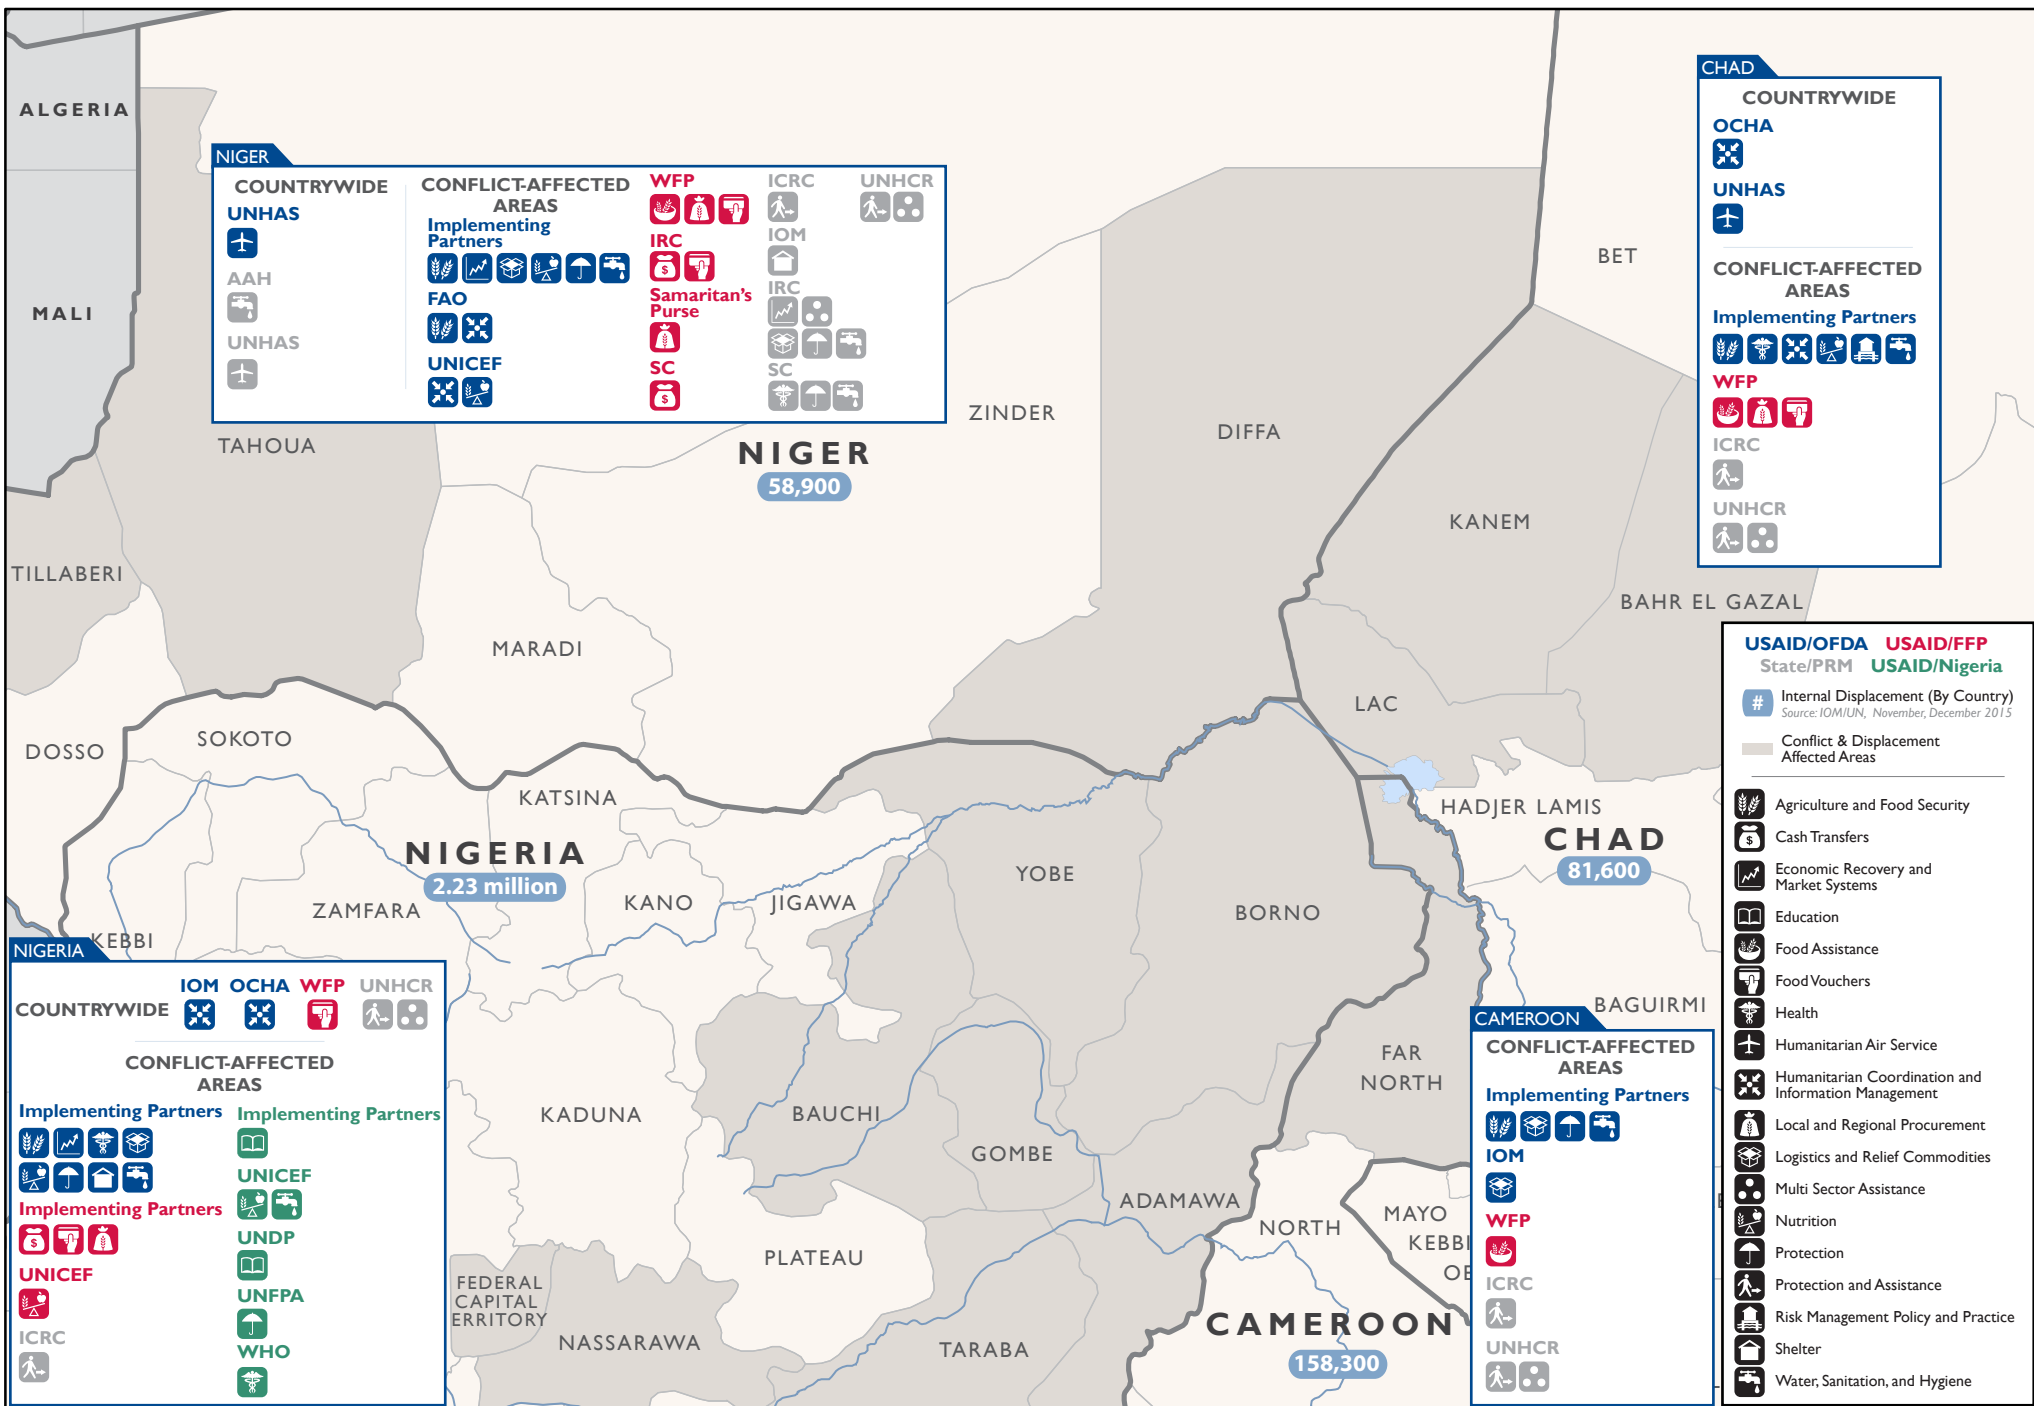 ALGERIA
MALI
NIGER
COUNTRYWIDE
UNHAS
AAH
UNHAS
CONFLICT-AFFECTED
AREAS
Implementing
Partners
FAO
UNICEF
WFP
IRC
Samaritan's
Purse
SC
ICRC
IOM
IRC
SC
UNHCR
CHAD
COUNTRYWIDE
OCHA
UNHAS
CONFLICT-AFFECTED
AREAS
Implementing Partners
WFP
ICRC
UNHCR
BET
ZINDER
DIFFA
TAHOUA
NIGER
58,900
KANEM
TILLABERI
BAHR EL GAZAL
MARADI
LAC
DOSSO
SOKOTO
KATSINA
HADJER LAMIS
NIGERIA
2.23 million
CHAD
81,600
YOBE
ZAMFARA
KANO
JIGAWA
BORNO
KEBBI
BAGUIRMI
FAR
NORTH
KADUNA
BAUCHI
GOMBE
ADAMAWA
NORTH
MAYO
KEBBI
OE
PLATEAU
FEDERAL
CAPITAL
ERRITORY
NASSARAWA
TARABA
CAMEROON
158,300
NIGERIA
COUNTRYWIDE
IOM
OCHA
WFP
UNHCR
CONFLICT-AFFECTED
AREAS
Implementing Partners
Implementing Partners
UNICEF
ICRC
Implementing Partners
UNICEF
UNDP
UNFPA
WHO
CAMEROON
CONFLICT-AFFECTED
AREAS
Implementing Partners
IOM
WFP
ICRC
UNHCR
USAID/OFDA USAID/FFP
State/PRM USAID/Nigeria
# Internal Displacement (By Country)
Source: IOM/UN, November, December 2015
Conflict & Displacement
Affected Areas
Agriculture and Food Security
Cash Transfers
Economic Recovery and
Market Systems
Education
Food Assistance
Food Vouchers
Health
Humanitarian Air Service
Humanitarian Coordination and
Information Management
Local and Regional Procurement
Logistics and Relief Commodities
Multi Sector Assistance
Nutrition
Protection
Protection and Assistance
Risk Management Policy and Practice
Shelter
Water, Sanitation, and Hygiene